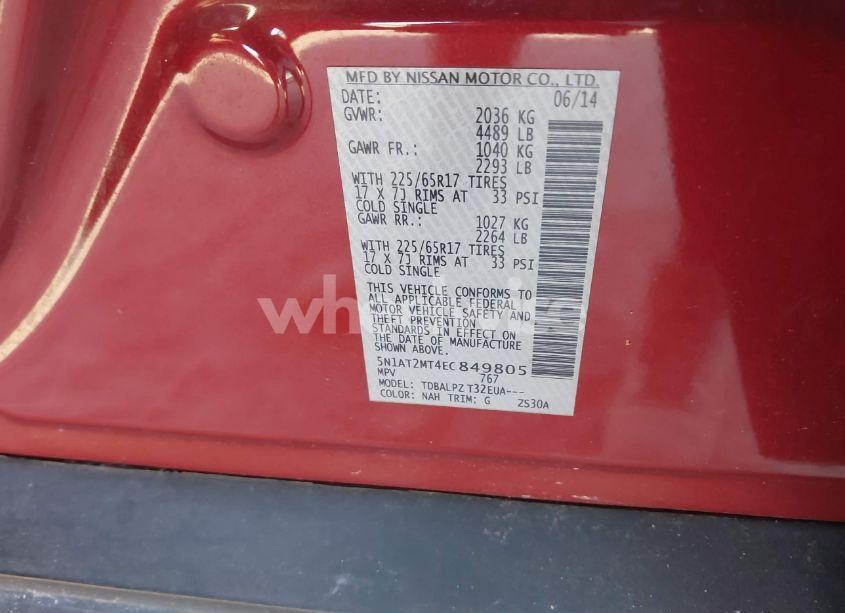 MFD BY NISSAN MOTOR CO., LTD.
DATE: 06/14
GVWR: 2036 KG
4489 LB
GAWR FR.: 1040 KG
2293 LB
WITH 225/65R17 TIRES
17 X 7J RIMS AT 33 PSI
COLD SINGLE
GAWR RR.: 1027 KG
2264 LB
WITH 225/65R17 TIRES
17 X 7J RIMS AT 33 PSI
COLD SINGLE
THIS VEHICLE CONFORMS TO
ALL APPLICABLE FEDERAL
MOTOR VEHICLE SAFETY AND
THEFT PREVENTION
STANDARDS IN EFFECT ON
THE DATE OF MANUFACTURE
SHOWN ABOVE.
5N1AT2MT4EC849805
MPV 767
MODEL: TDBALPZ T32EUA---
COLOR: NAH TRIM: G ZS30A